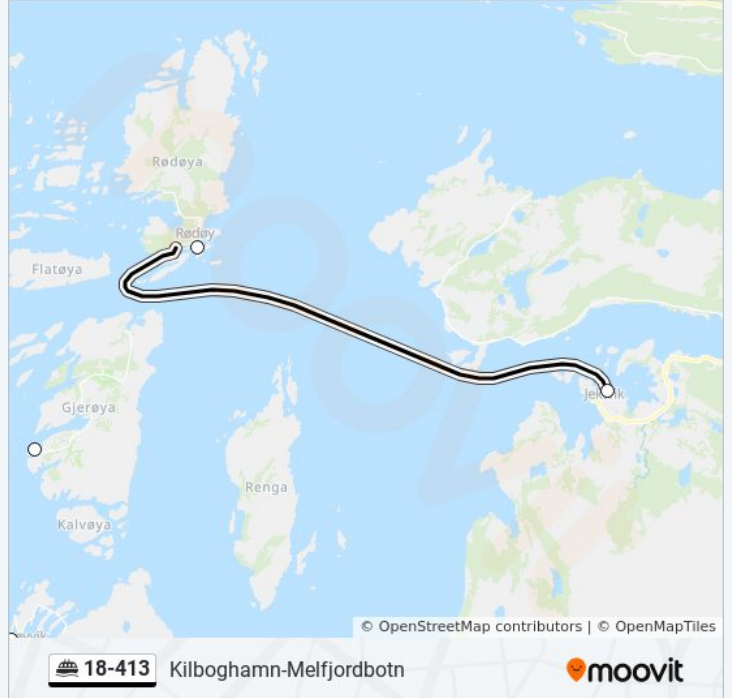 Rødøya
Rødøy
Flatøya
Gjerøya
Renga
Kalvøya
© OpenStreetMap contributors | © OpenMapTiles
18-413 Kilboghamn-Melfjordbotn
moovit